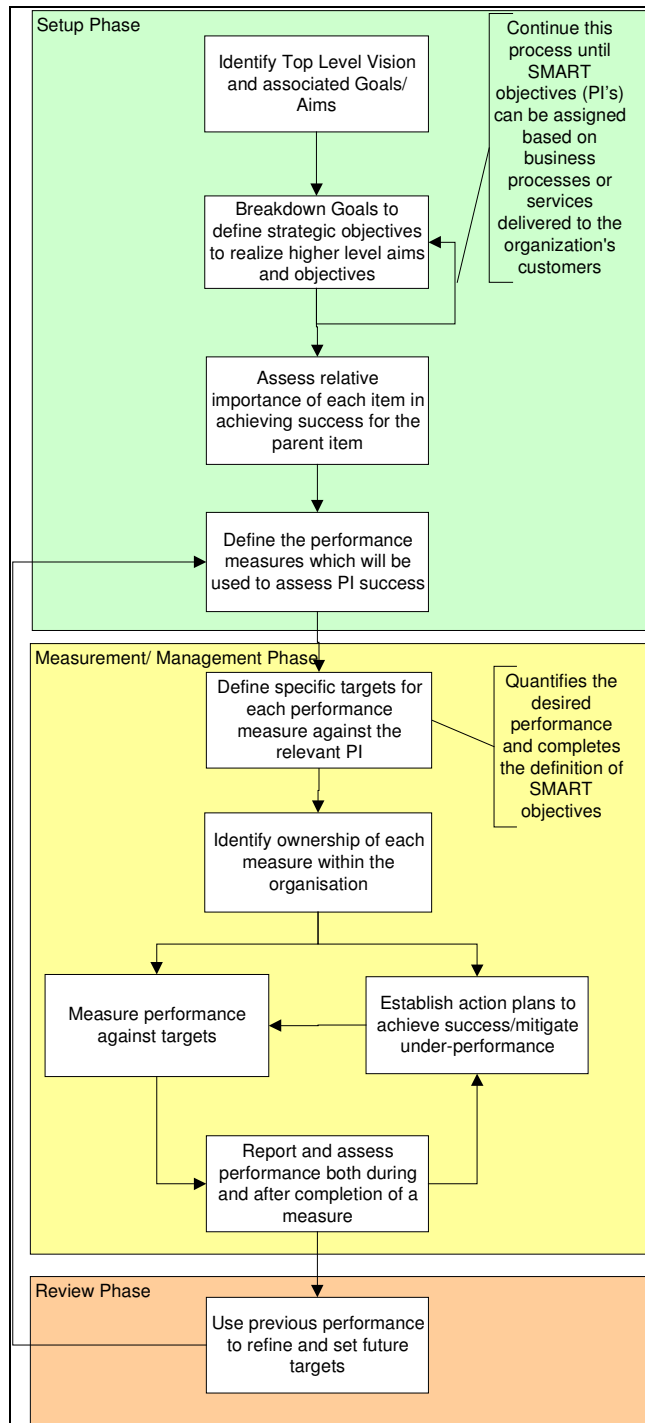 Setup Phase
Identify Top Level Vision
and associated Goals/
Aims
Continue this
process until
SMART
objectives (PI's)
can be assigned
based on
business
processes or
services
delivered to the
organization's
customers
Breakdown Goals to
define strategic objectives
to realize higher level aims
and objectives
Assess relative
importance of each item in
achieving success for the
parent item
Define the performance
measures which will be
used to assess PI success
Measurement/ Management Phase
Define specific targets for
each performance
measure against the
relevant PI
Quantifies the
desired
performance
and completes
the definition of
SMART
objectives
Identify ownership of each
measure within the
organisation
Measure performance
against targets
Establish action plans to
achieve success/mitigate
under-performance
Report and assess
performance both during
and after completion of a
measure
Review Phase
Use previous performance
to refine and set future
targets